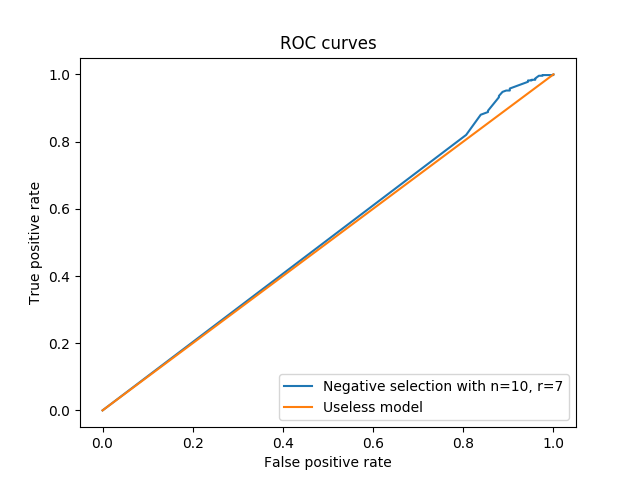 ROC curves
True positive rate
1.0
0.8
0.6
0.4
0.2
0.0
Negative selection with n=10, r=7
Useless model
0.0 0.2 0.4 0.6 0.8 1.0
False positive rate